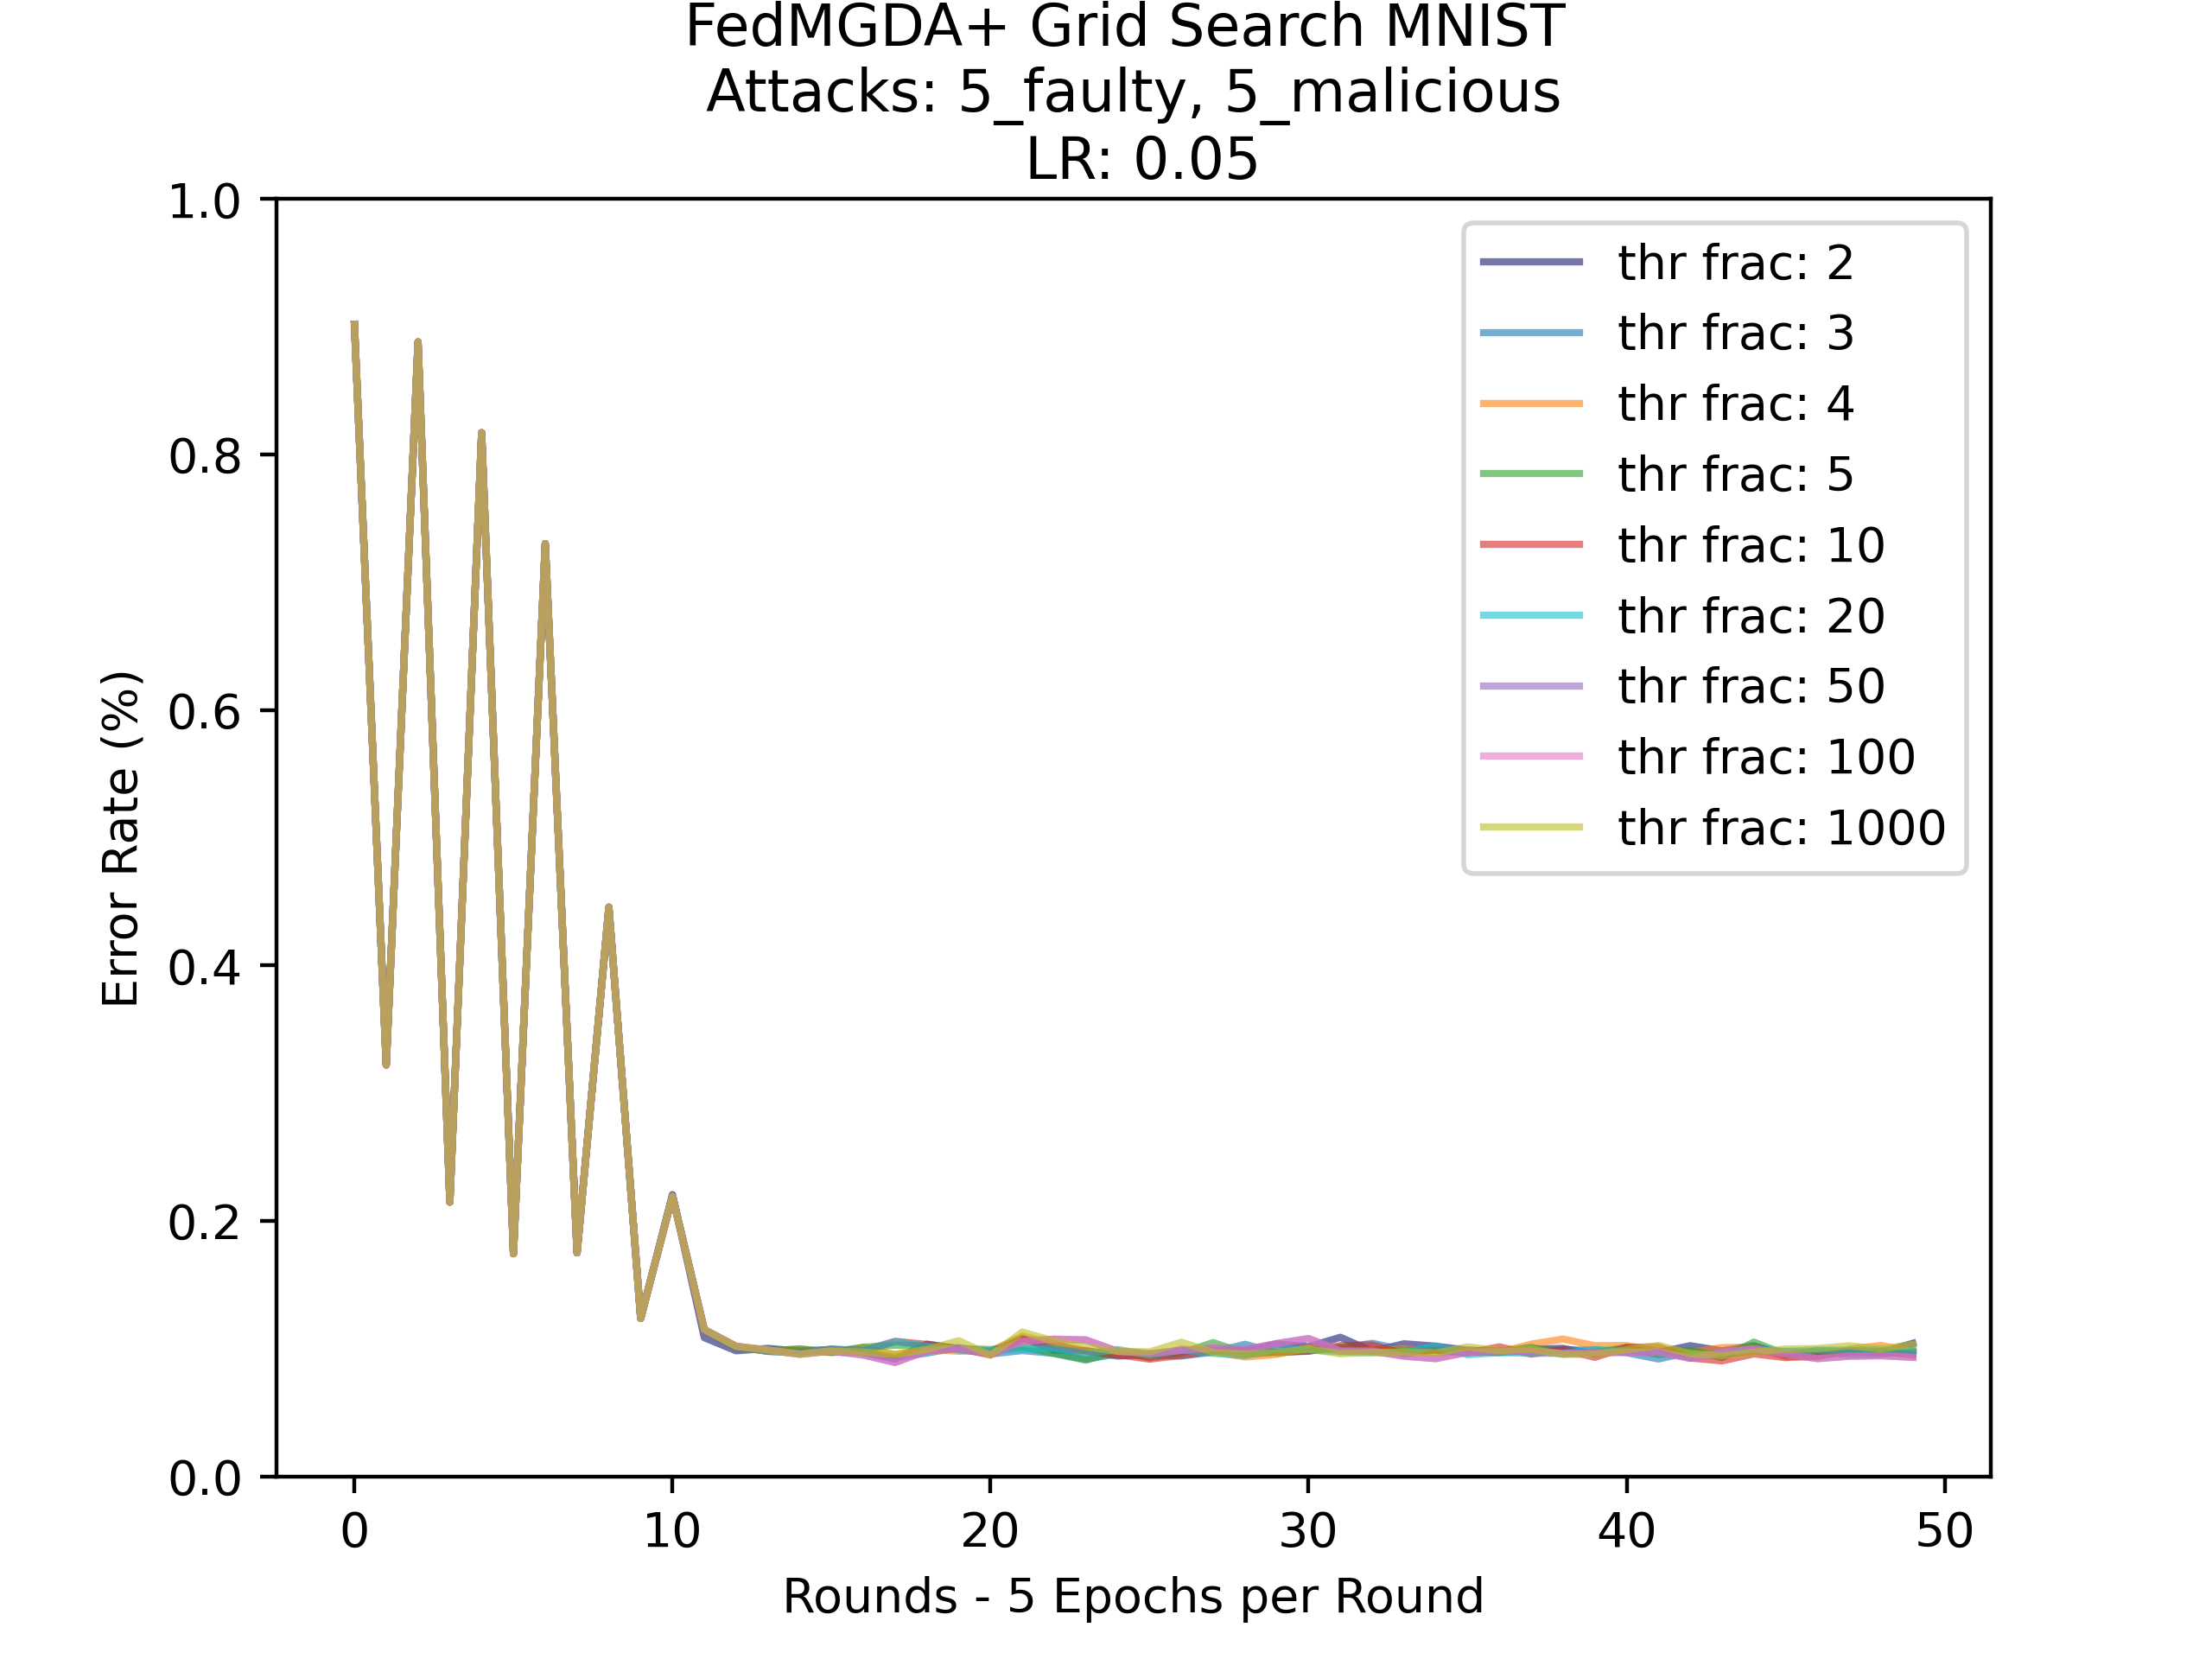 FedMGDA+ Grid Search MNIST
Attacks: 5_faulty, 5_malicious
LR: 0.05
1.0
0.8
0.6
0.4
0.2
0.0
Error Rate (%)
thr frac: 2
thr frac: 3
thr frac: 4
thr frac: 5
thr frac: 10
thr frac: 20
thr frac: 50
thr frac: 100
thr frac: 1000
0 10 20 30 40 50
Rounds - 5 Epochs per Round